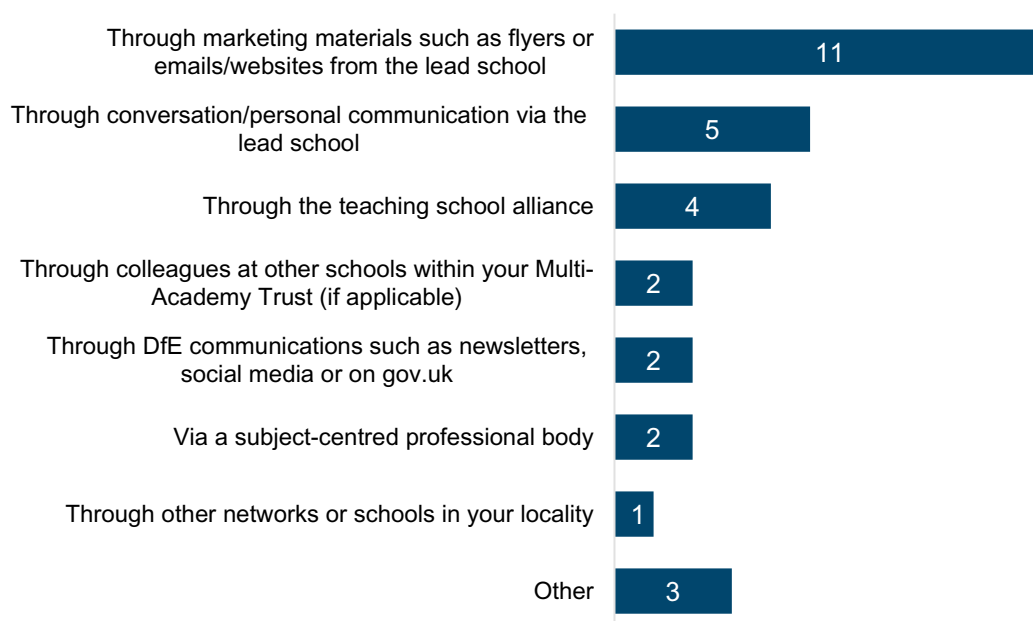 Through marketing materials such as flyers or
emails/websites from the lead school
11
Through conversation/personal communication via the
lead school
5
Through the teaching school alliance
4
Through colleagues at other schools within your Multi-
Academy Trust (if applicable)
2
Through DfE communications such as newsletters,
social media or on gov.uk
2
Via a subject-centred professional body
2
Through other networks or schools in your locality
1
Other
3